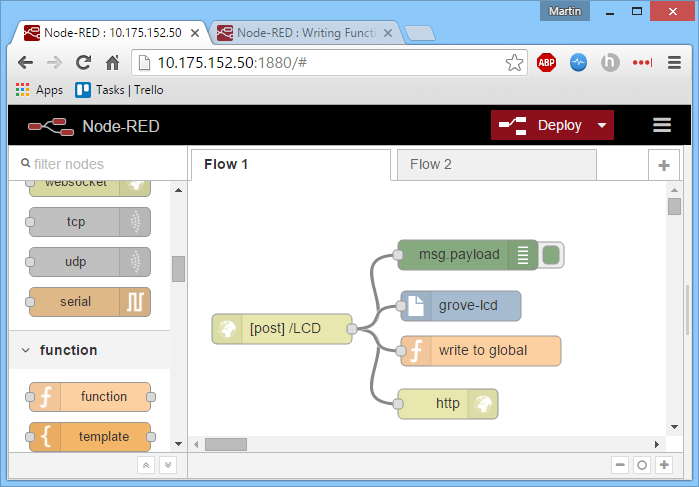 Martin
Node-RED : 10.175.152.50
Node-RED : Writing Functi
10.175.152.50:1880/#
ABP
h
Apps
Tasks | Trello
Node-RED
Deploy
filter nodes
Flow 1
Flow 2
websocket
tcp
udp
serial
function
function
template
msg.payload
grove-lcd
[post] /LCD
write to global
http